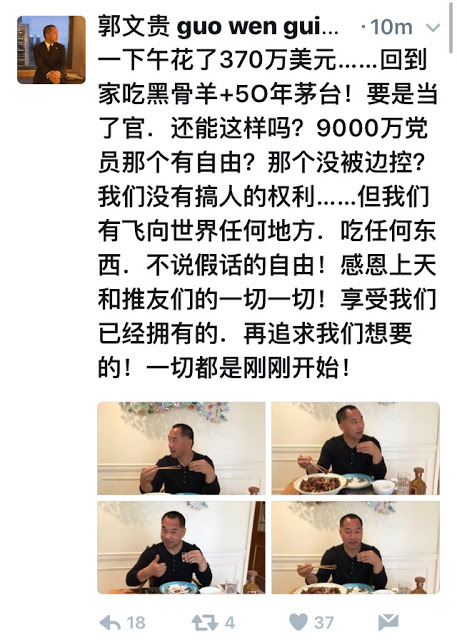 郭文贵 guo wen gui... ·10m
一下午花了370万美元……回到
家吃黑骨羊+5O年茅台！要是当
了官．还能这样吗？9000万党
员那个有自由？那个没被边控？
我们没有搞人的权利……但我们
有飞向世界任何地方．吃任何东
西．不说假话的自由！感恩上天
和推友们的一切一切！享受我们
已经拥有的．再追求我们想要
的！一切都是刚刚开始！
18 4 37